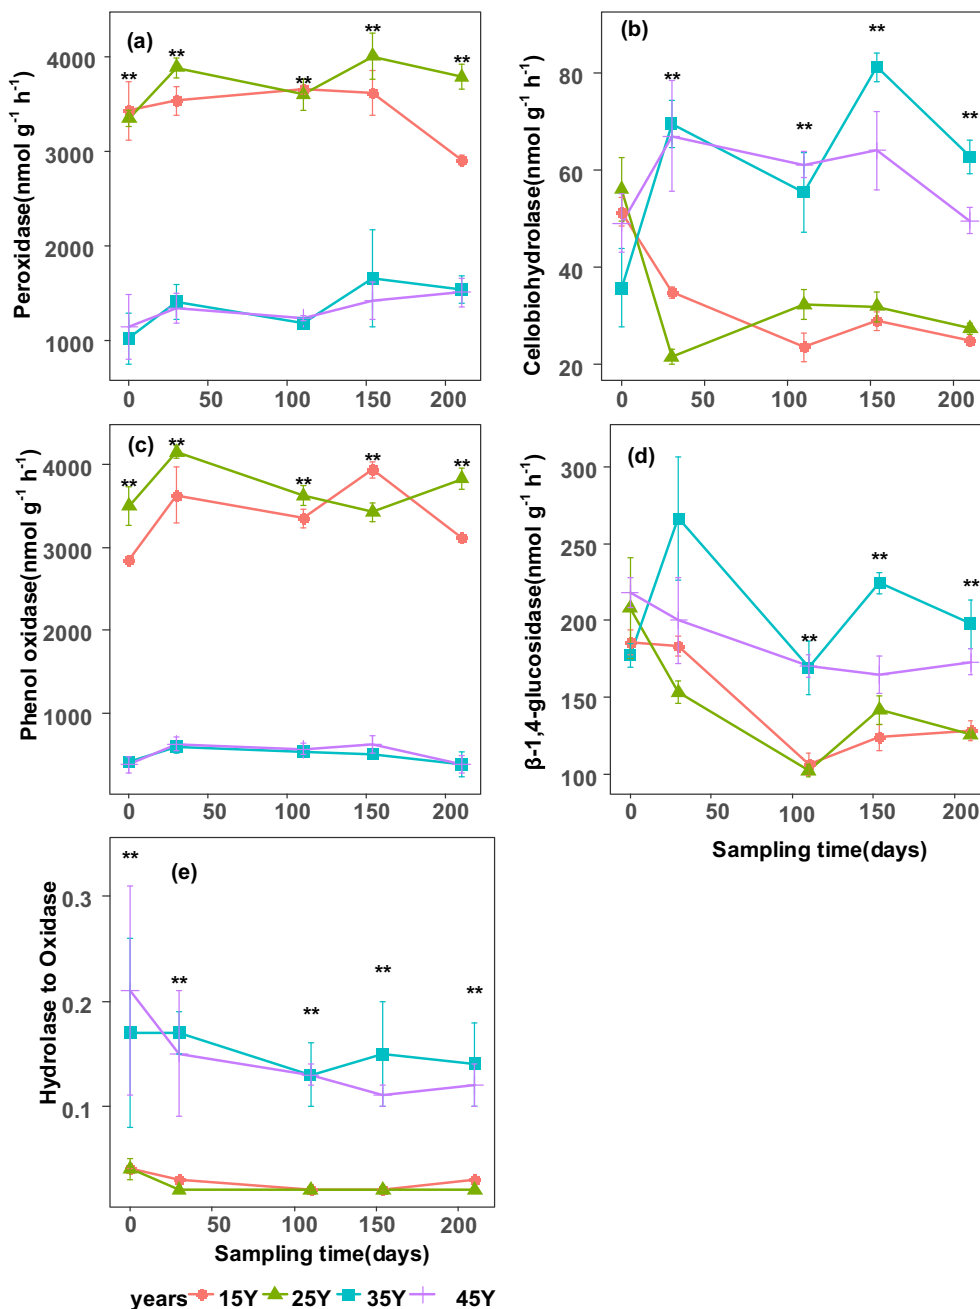 (a)
Peroxidase(nmol g-1 h-1)
4000
3000
2000
1000
** ** ** ** **
0 50 100 150 200
(b)
Cellobiohydrolase(nmol g-1 h-1)
80
60
40
20
** ** ** **
0 50 100 150 200
(c)
Phenol oxidase(nmol g-1 h-1)
4000
3000
2000
1000
** ** ** ** **
0 50 100 150 200
(d)
β-1,4-glucosidase(nmol g-1 h-1)
300
250
200
150
100
** ** **
0 50 100 150 200
Sampling time(days)
(e)
Hydrolase to Oxidase
0.3
0.2
0.1
** ** ** ** **
0 50 100 150 200
Sampling time(days)
years 15Y 25Y 35Y 45Y